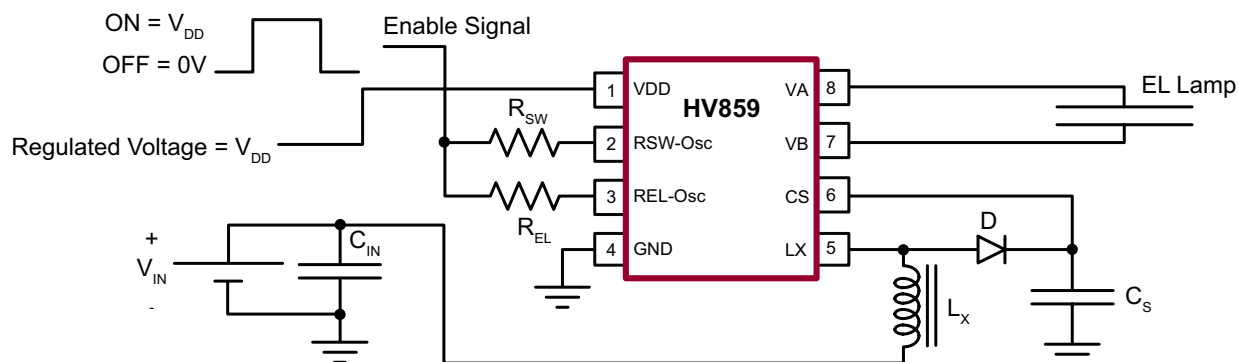 ON = VDD
OFF = 0V
Enable Signal
Regulated Voltage = VDD
RSW
REL
HV859
1 VDD
2 RSW-Osc
3 REL-Osc
4 GND
VA 8
VB 7
CS 6
LX 5
EL Lamp
D
CS
LX
+
VIN
-
CIN